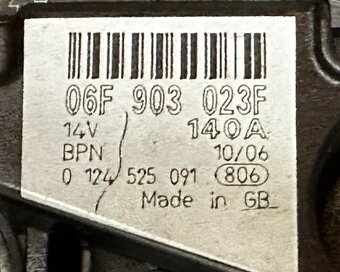 06F 903 023F
14V 140A
BPN 10/06
0 124 525 091 806
Made in GB